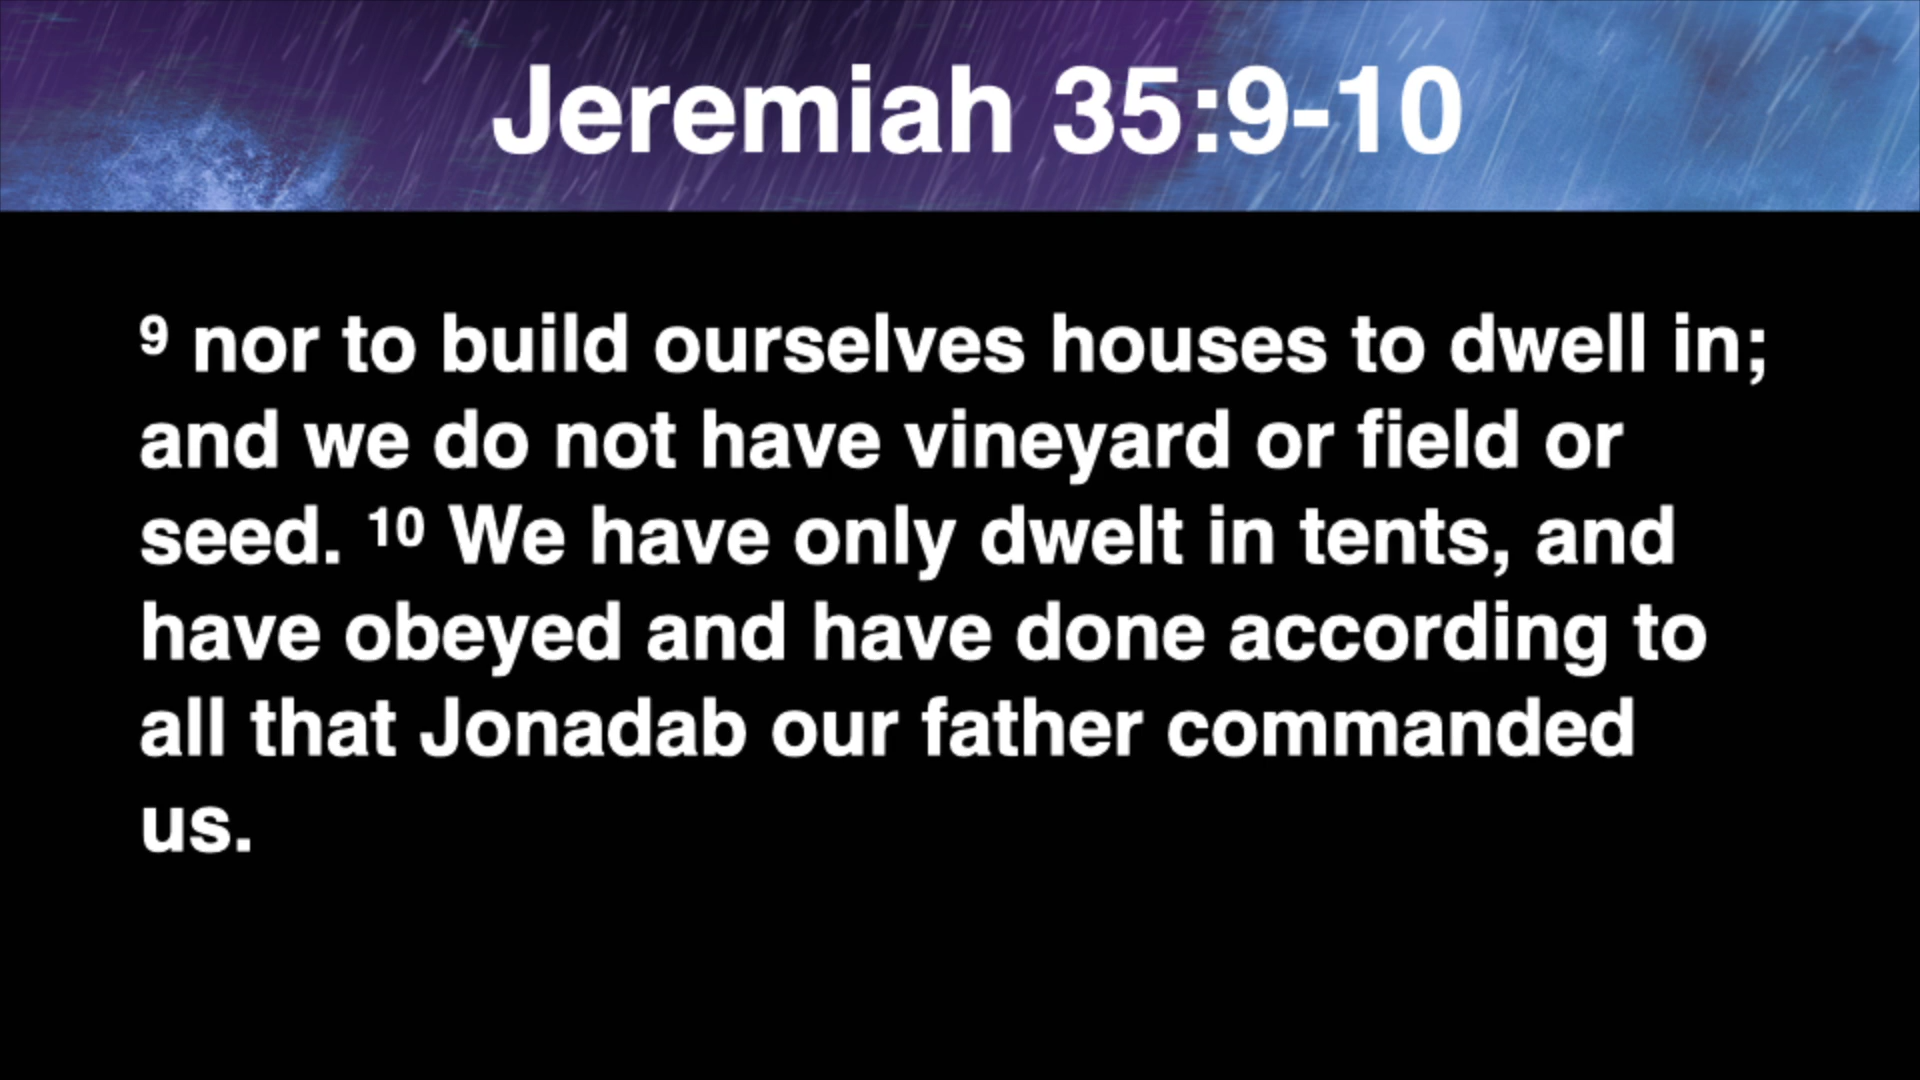 Jeremiah 35:9-10
9 nor to build ourselves houses to dwell in;
and we do not have vineyard or field or
seed. 10 We have only dwelt in tents, and
have obeyed and have done according to
all that Jonadab our father commanded
us.